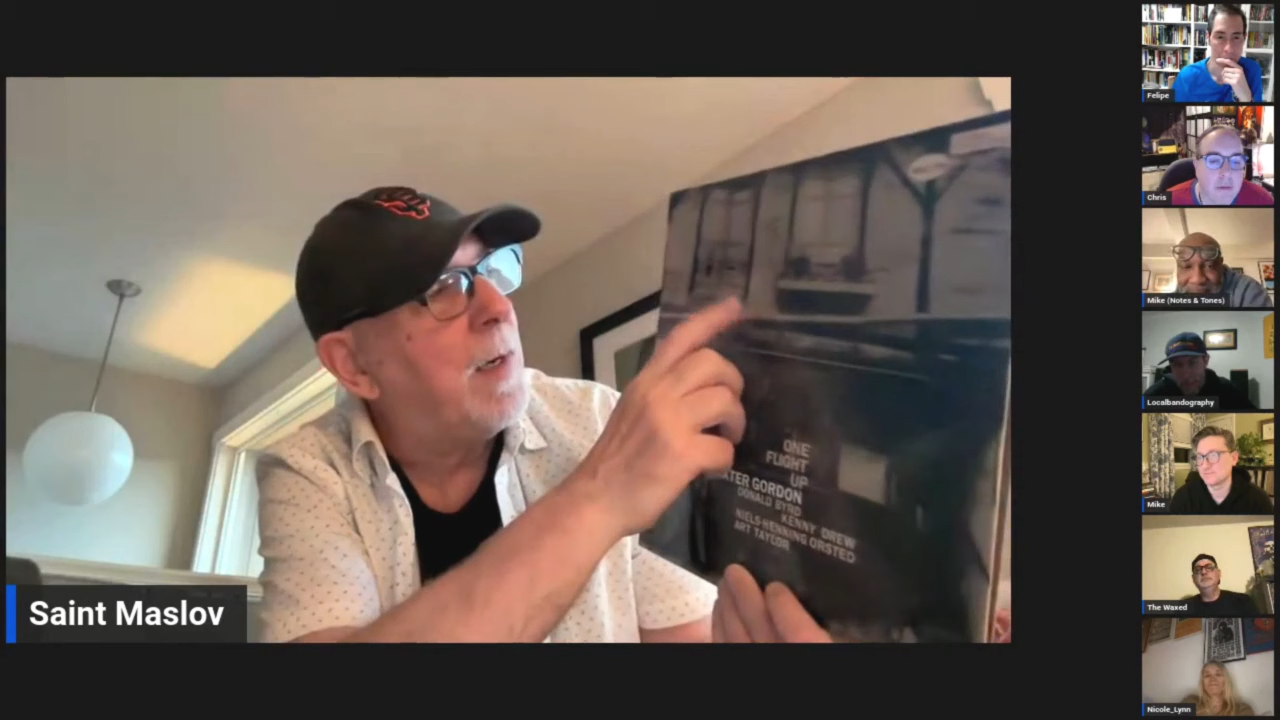 Saint Maslov
ONE
FLIGHT
UP
GORDON
DONALD BYRD
KENNY DREW
NIELS-HENNING ORSTED
ART TAYLOR
Felipe
Chris
Mike (Notes & Tones)
Localbandography
Mike
The Waxed
Nicole_Lynn